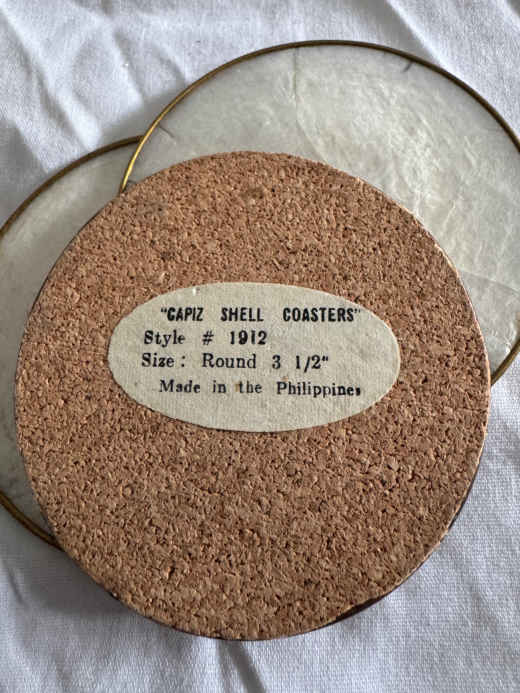 "CAPIZ SHELL COASTERS"
Style # 1912
Size : Round 3 1/2"
Made in the Philippines